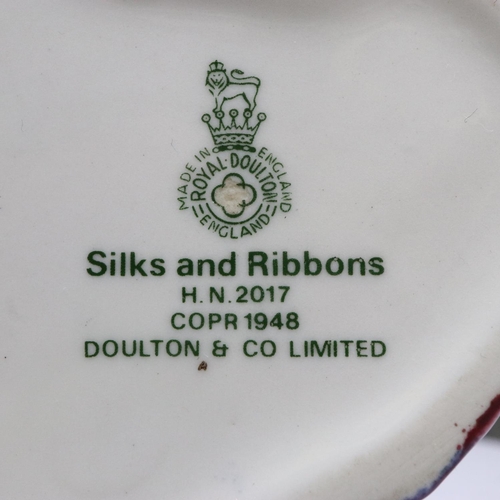 MADE IN ENGLAND
ROYAL DOULTON
ENGLAND
Silks and Ribbons
H.N.2017
COPR 1948
DOULTON & CO LIMITED
A